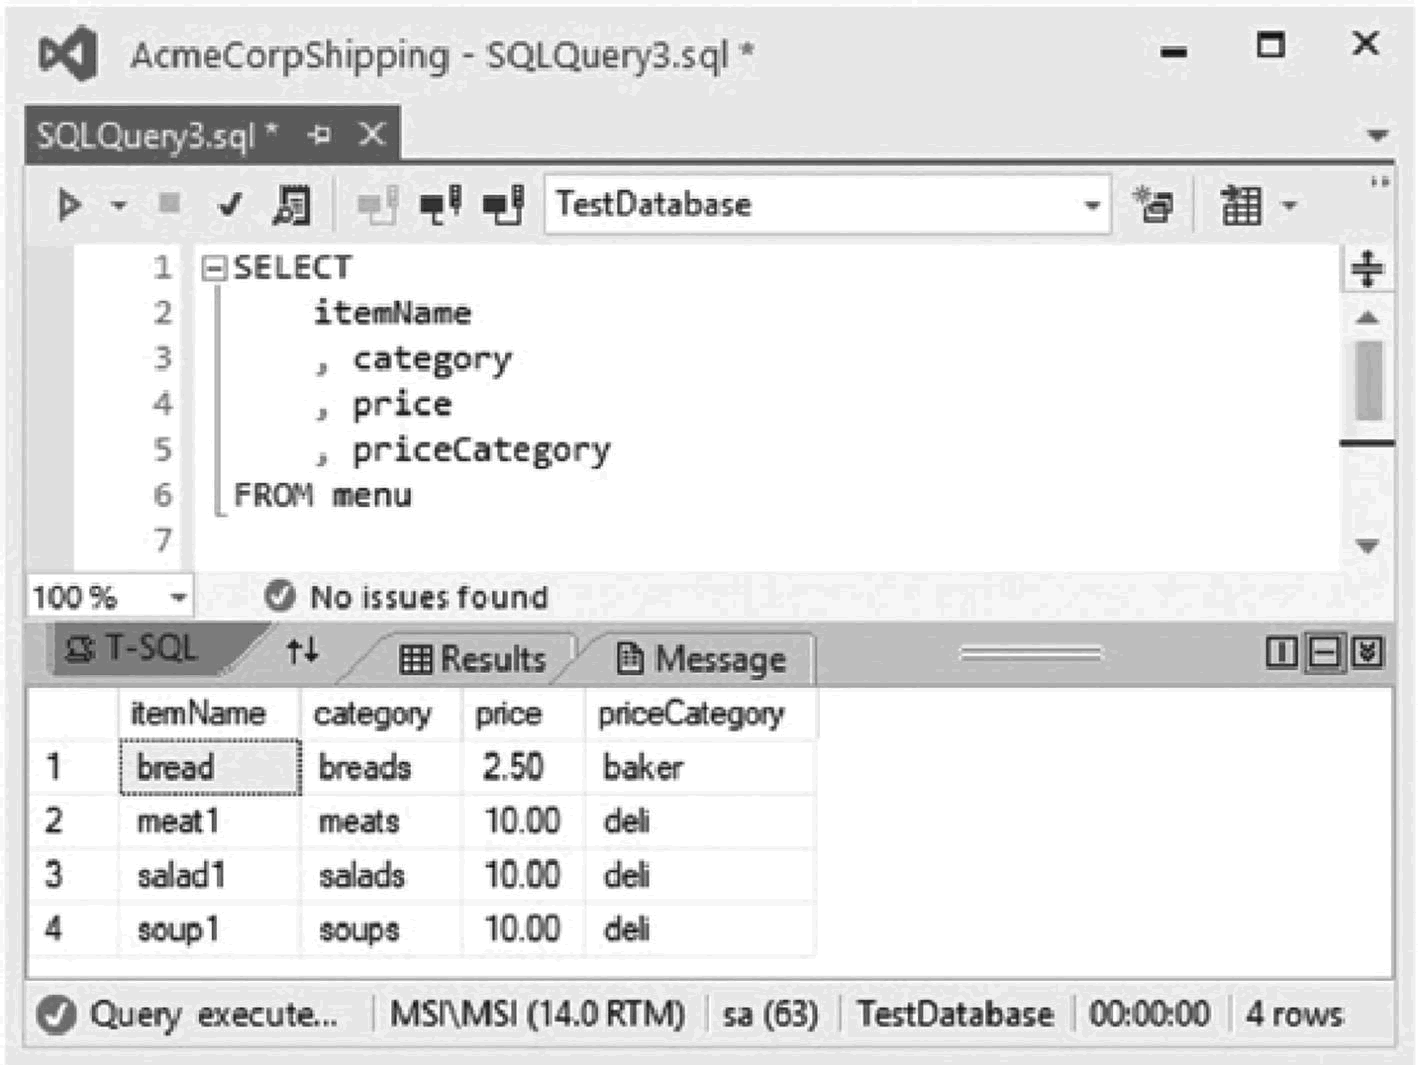 AcmeCorpShipping - SQLQuery3.sql *
SQLQuery3.sql *
TestDatabase
1 SELECT
2 itemName
3 , category
4 , price
5 , priceCategory
6 FROM menu
7
100 % No issues found
T-SQL Results Message
itemName category price priceCategory
1 bread breads 2.50 baker
2 meat1 meats 10.00 deli
3 salad1 salads 10.00 deli
4 soup1 soups 10.00 deli
Query execute... MSI\MSI (14.0 RTM) sa (63) TestDatabase 00:00:00 4 rows